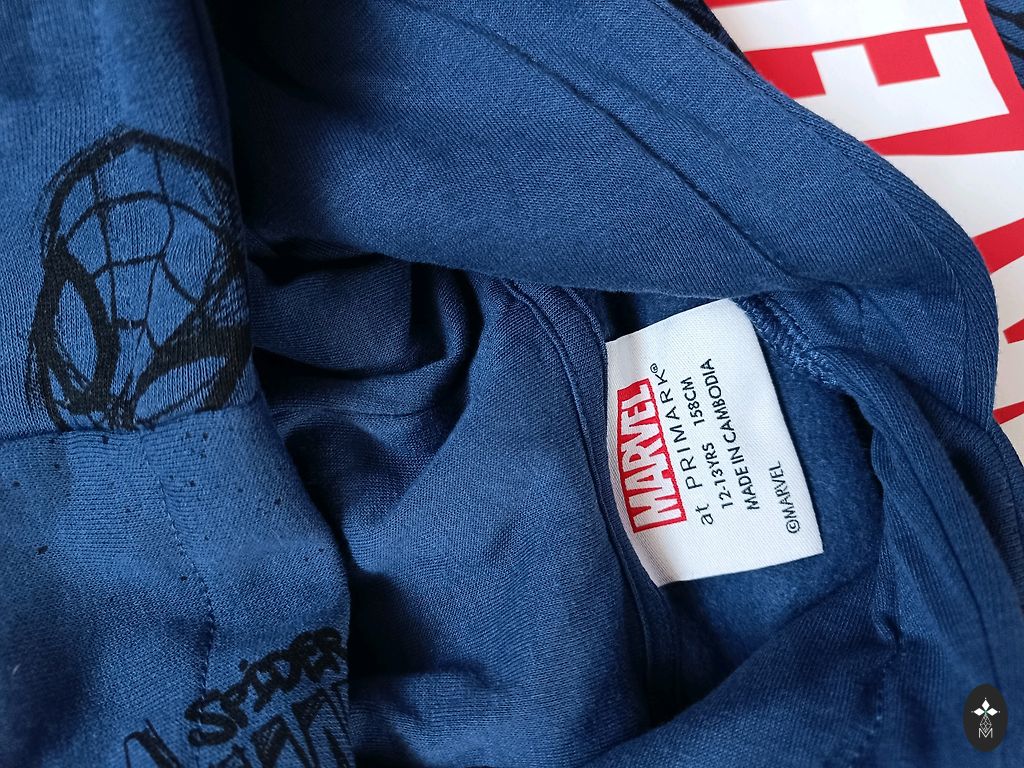 MARVEL
at PRIMARK®
12-13YRS 158CM
MADE IN CAMBODIA
©MARVEL
SPIDER
M